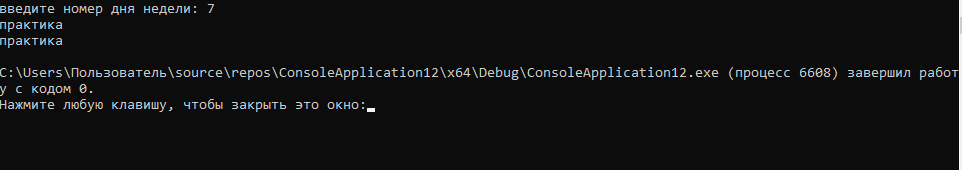 введите номер дня недели: 7
практика
практика
C:\Users\Пользователь\source\repos\ConsoleApplication12\x64\Debug\ConsoleApplication12.exe (процесс 6608) завершил работ
у с кодом 0.
Нажмите любую клавишу, чтобы закрыть это окно: